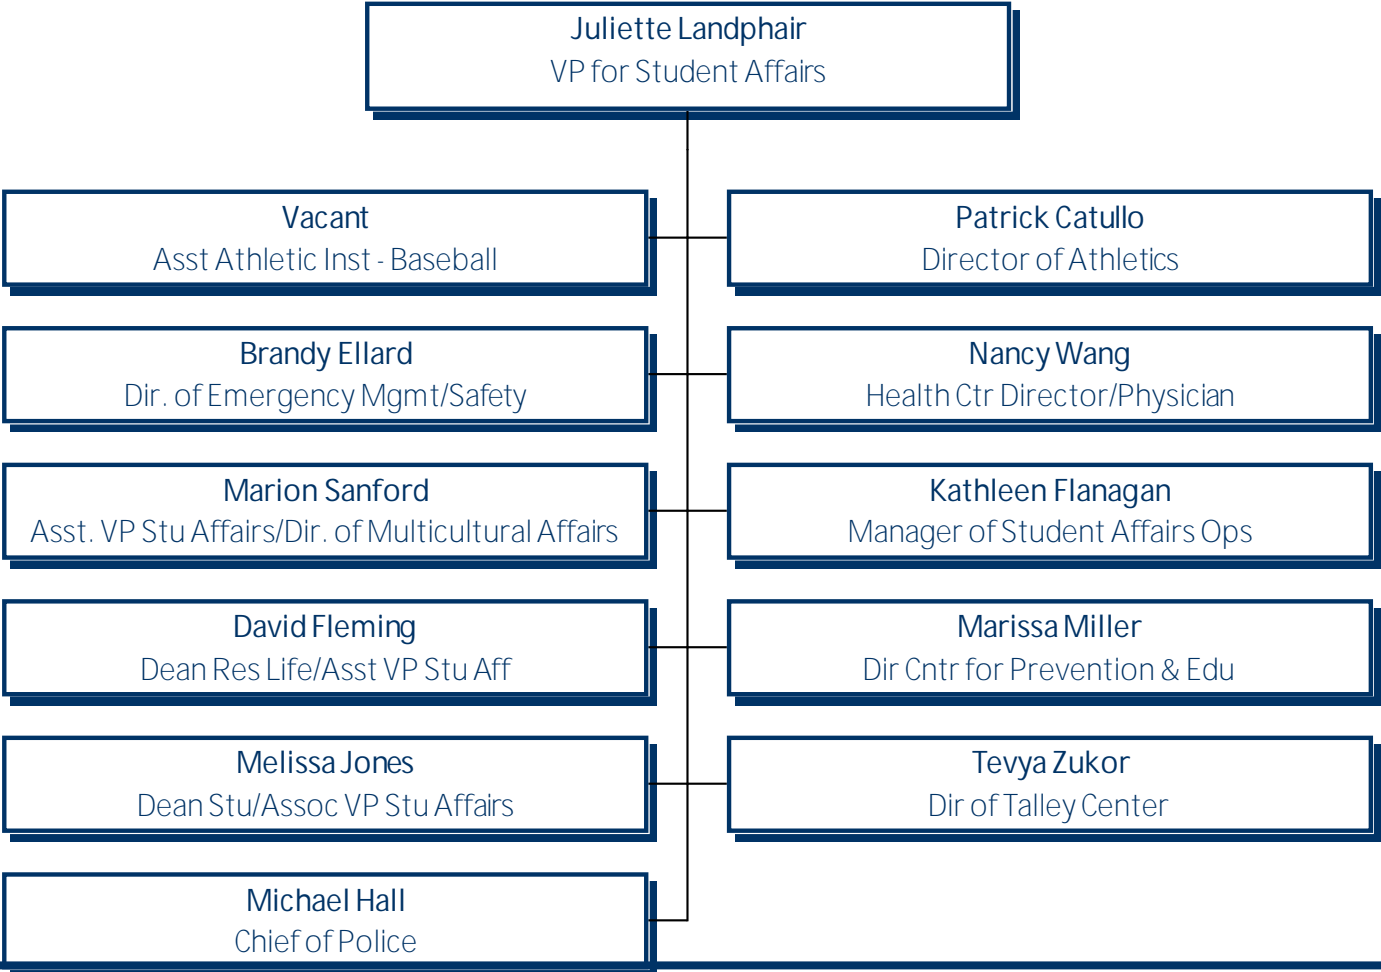 Juliette Landphair
VP for Student Affairs
Vacant
Asst Athletic Inst - Baseball
Patrick Catullo
Director of Athletics
Brandy Ellard
Dir. of Emergency Mgmt/Safety
Nancy Wang
Health Ctr Director/Physician
Marion Sanford
Asst. VP Stu Affairs/Dir. of Multicultural Affairs
Kathleen Flanagan
Manager of Student Affairs Ops
David Fleming
Dean Res Life/Asst VP Stu Aff
Marissa Miller
Dir Cntr for Prevention & Edu
Melissa Jones
Dean Stu/Assoc VP Stu Affairs
Tevya Zukor
Dir of Talley Center
Michael Hall
Chief of Police